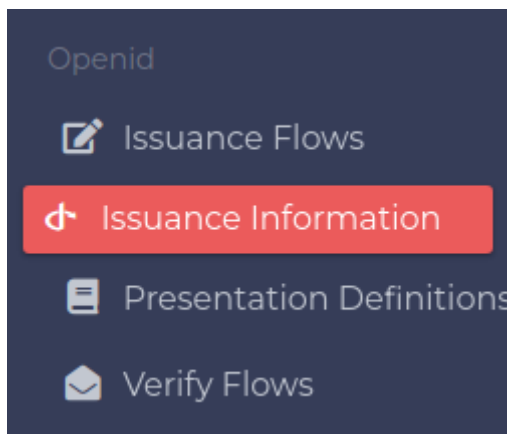 Openid
Issuance Flows
Issuance Information
Presentation Definitions
Verify Flows